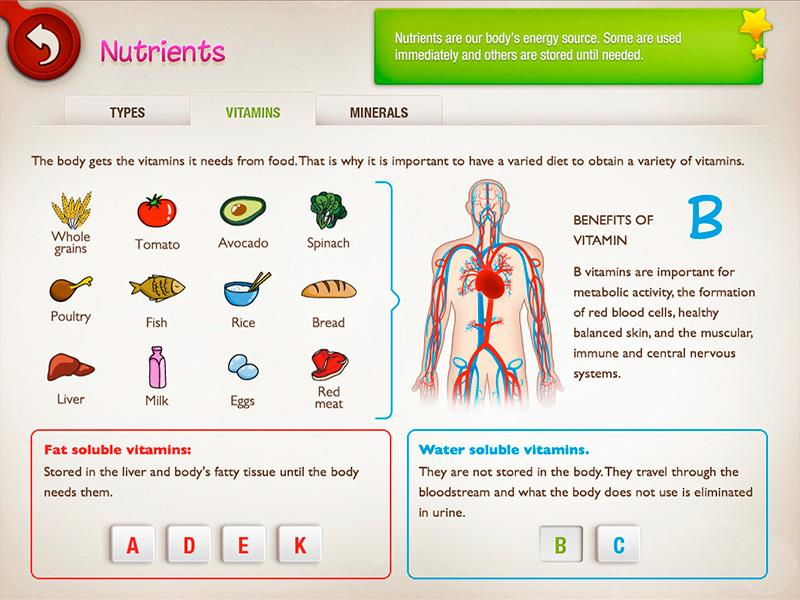 Nutrients
Nutrients are our body's energy source. Some are used
immediately and others are stored until needed.
TYPES
VITAMINS
MINERALS
The body gets the vitamins it needs from food. That is why it is important to have a varied diet to obtain a variety of vitamins.
Whole
grains
Tomato
Avocado
Spinach
Poultry
Fish
Rice
Bread
Liver
Milk
Eggs
Red
meat
BENEFITS OF
VITAMIN
B
B vitamins are important for
metabolic activity, the formation
of red blood cells, healthy
balanced skin, and the muscular,
immune and central nervous
systems.
Fat soluble vitamins:
Stored in the liver and body's fatty tissue until the body
needs them.
A D E K
Water soluble vitamins.
They are not stored in the body. They travel through the
bloodstream and what the body does not use is eliminated
in urine.
B C